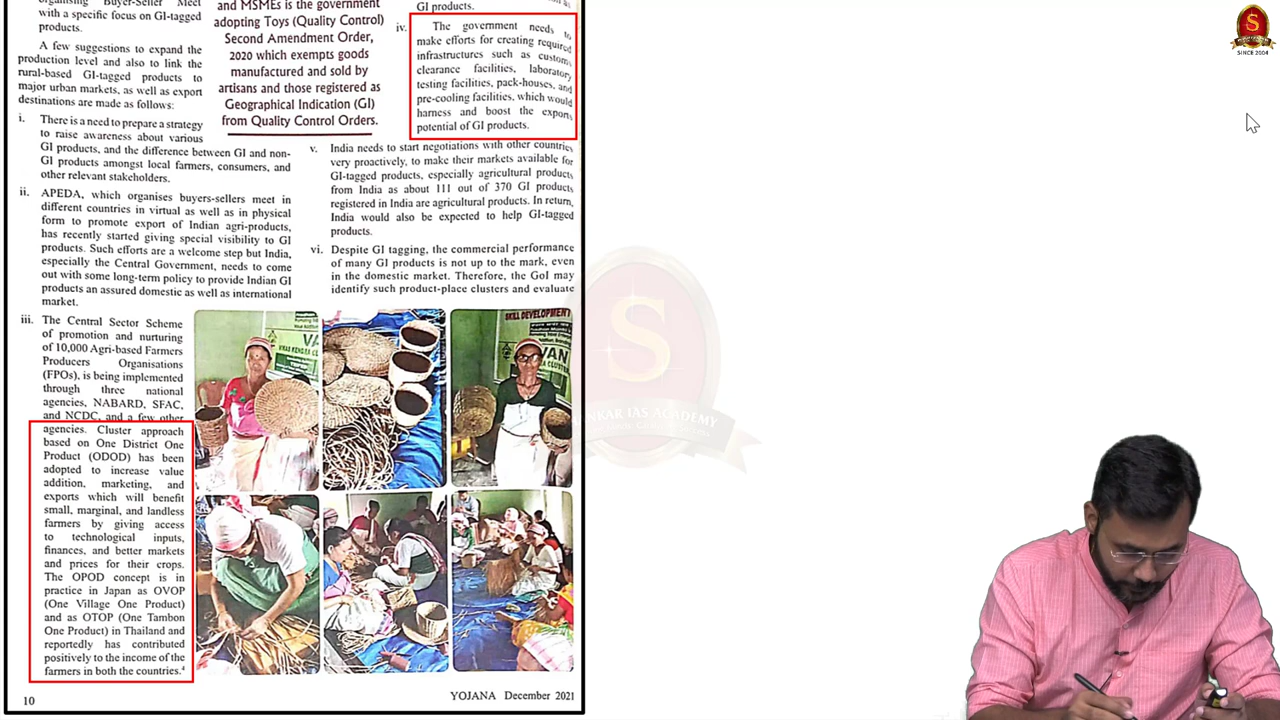 organising Buyer-Seller Meet
with a specific focus on GI-tagged
products.
A few suggestions to expand the
production level and also to link the
rural-based GI-tagged products to
major urban markets, as well as export
destinations are made as follows:
i. There is a need to prepare a strategy
to raise awareness about various
GI products, and the difference between GI and non-
GI products amongst local farmers, consumers, and
other relevant stakeholders.
ii. APEDA, which organises buyers-sellers meet in
different countries in virtual as well as in physical
form to promote export of Indian agri-products,
has recently started giving special visibility to GI
products. Such efforts are a welcome step but India,
especially the Central Government, needs to come
out with some long-term policy to provide Indian GI
products an assured domestic as well as international
market.
iii. The Central Sector Scheme
of promotion and nurturing
of 10,000 Agri-based Farmers
Producers Organisations
(FPOs), is being implemented
through three national
agencies, NABARD, SFAC,
and NCDC, and a few other
agencies. Cluster approach
based on One District One
Product (ODOD) has been
adopted to increase value
addition, marketing, and
exports which will benefit
small, marginal, and landless
farmers by giving access
to technological inputs,
finances, and better markets
and prices for their crops.
The OPOD concept is in
practice in Japan as OVOP
(One Village One Product)
and as OTOP (One Tambon
One Product) in Thailand and
reportedly has contributed
positively to the income of the
farmers in both the countries.⁴
and MSMEs is the government
adopting Toys (Quality Control)
Second Amendment Order,
2020 which exempts goods
manufactured and sold by
artisans and those registered as
Geographical Indication (GI)
from Quality Control Orders.
GI products.
iv. The government needs to
make efforts for creating required
infrastructures such as custom
clearance facilities, laboratory
testing facilities, pack-houses, and
pre-cooling facilities, which would
harness and boost the export
potential of GI products.
v. India needs to start negotiations with other countries
very proactively, to make their markets available for
GI-tagged products, especially agricultural products
from India as about 111 out of 370 GI products
registered in India are agricultural products. In return,
India would also be expected to help GI-tagged
products.
vi. Despite GI tagging, the commercial performance
of many GI products is not up to the mark, even
in the domestic market. Therefore, the GoI may
identify such product-place clusters and evaluate
SKILL DEVELOPMENT
VAN
10
YOJANA December 2021
S
SINCE 2004
S
ANKAR IAS ACADEMY